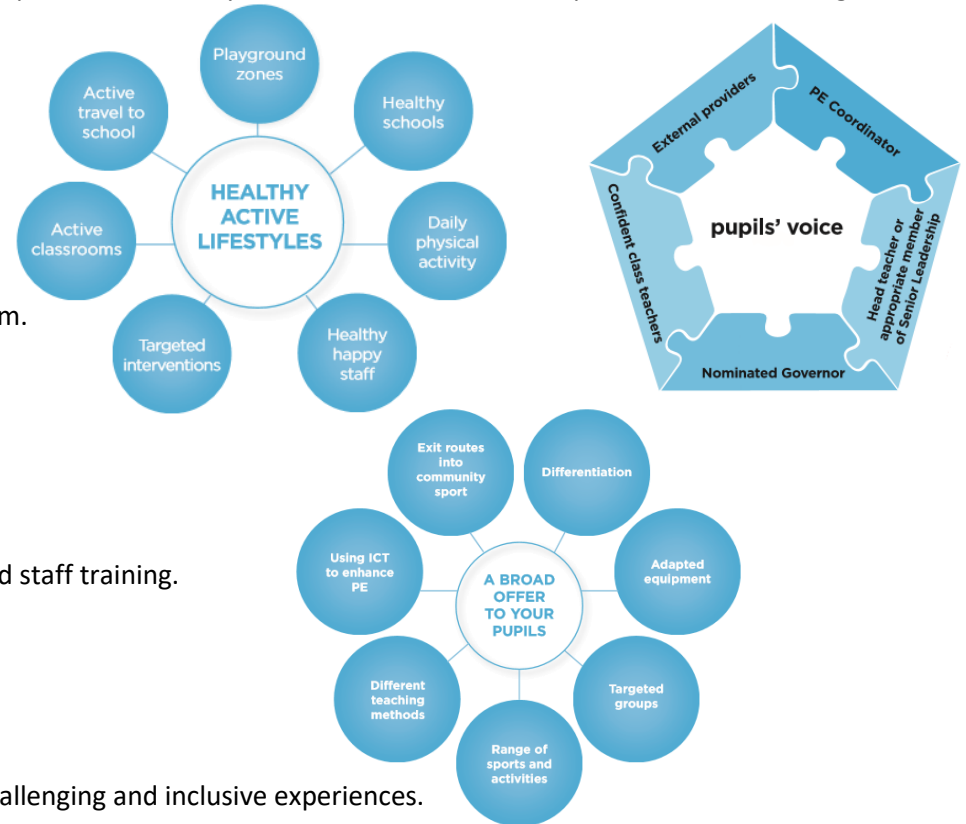 Playground
zones
Active
travel to
school
Healthy
schools
HEALTHY
ACTIVE
LIFESTYLES
Active
classrooms
Daily
physical
activity
Targeted
interventions
Healthy
happy
staff
External providers
PE Coordinator
Confident class teachers
pupils' voice
Head teacher or
appropriate member
of Senior Leadership
Nominated Governor
m.
Exit routes
into
community
sport
Differentiation
Using ICT
to enhance
PE
A BROAD
OFFER
TO YOUR
PUPILS
Adapted
equipment
d staff training.
Different
teaching
methods
Targeted
groups
Range of
sports and
activities
allenging and inclusive experiences.